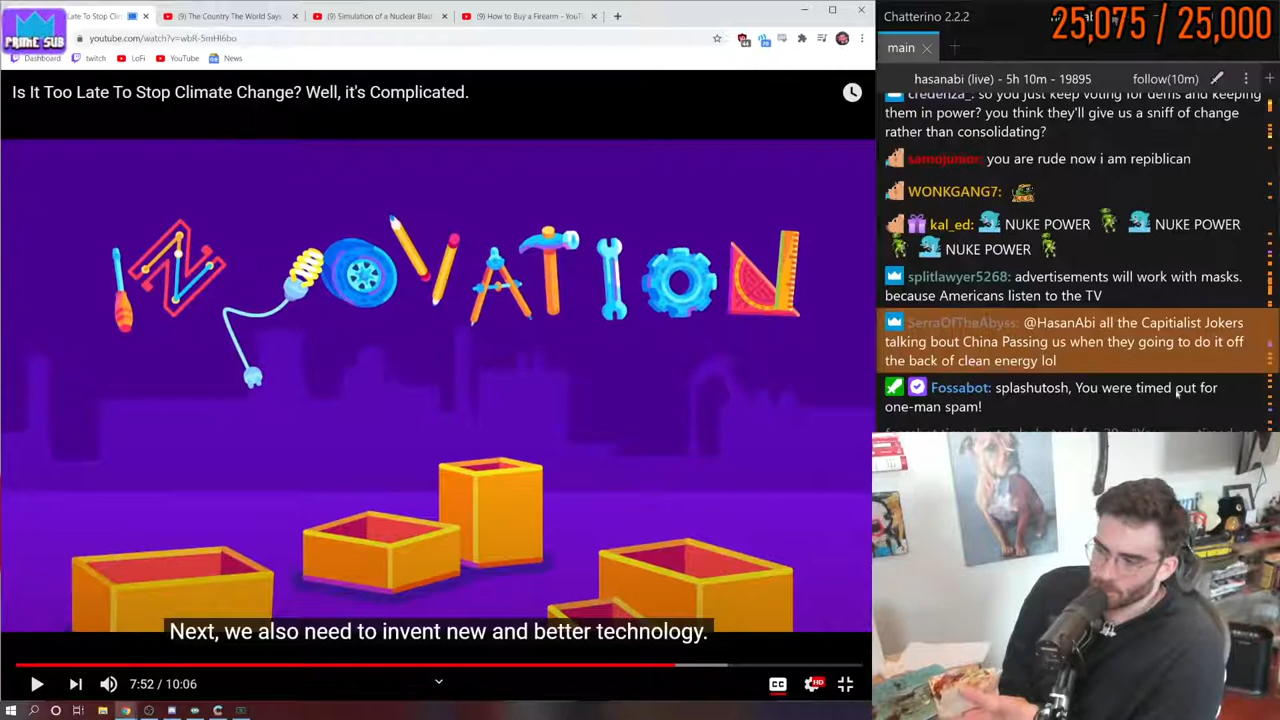 Late To Stop Clim
(9) The Country The World Says
(9) Simulation of a Nuclear Blas
(9) How to Buy a Firearm - YouT
Chatterino 2.2.2
25,075 / 25,000
PRIME SUB
youtube.com/watch?v=wbR-5mHI6bo
main
Dashboard
twitch
LoFi
YouTube
News
hasanabi (live) - 5h 10m - 19895
follow(10m)
Is It Too Late To Stop Climate Change? Well, it's Complicated.
credenza_: so you just keep voting for dems and keeping
them in power? you think they'll give us a sniff of change
rather than consolidating?
samojunior: you are rude now i am repiblican
WONKGANG7:
kal_ed: NUKE POWER NUKE POWER
NUKE POWER
splitlawyer5268: advertisements will work with masks.
because Americans listen to the TV
SerraOfTheAbyss: @HasanAbi all the Capitialist Jokers
talking bout China Passing us when they going to do it off
the back of clean energy lol
Fossabot: splashutosh, You were timed out for
one-man spam!
INNOVATION
Next, we also need to invent new and better technology.
7:52 / 10:06
CC
HD